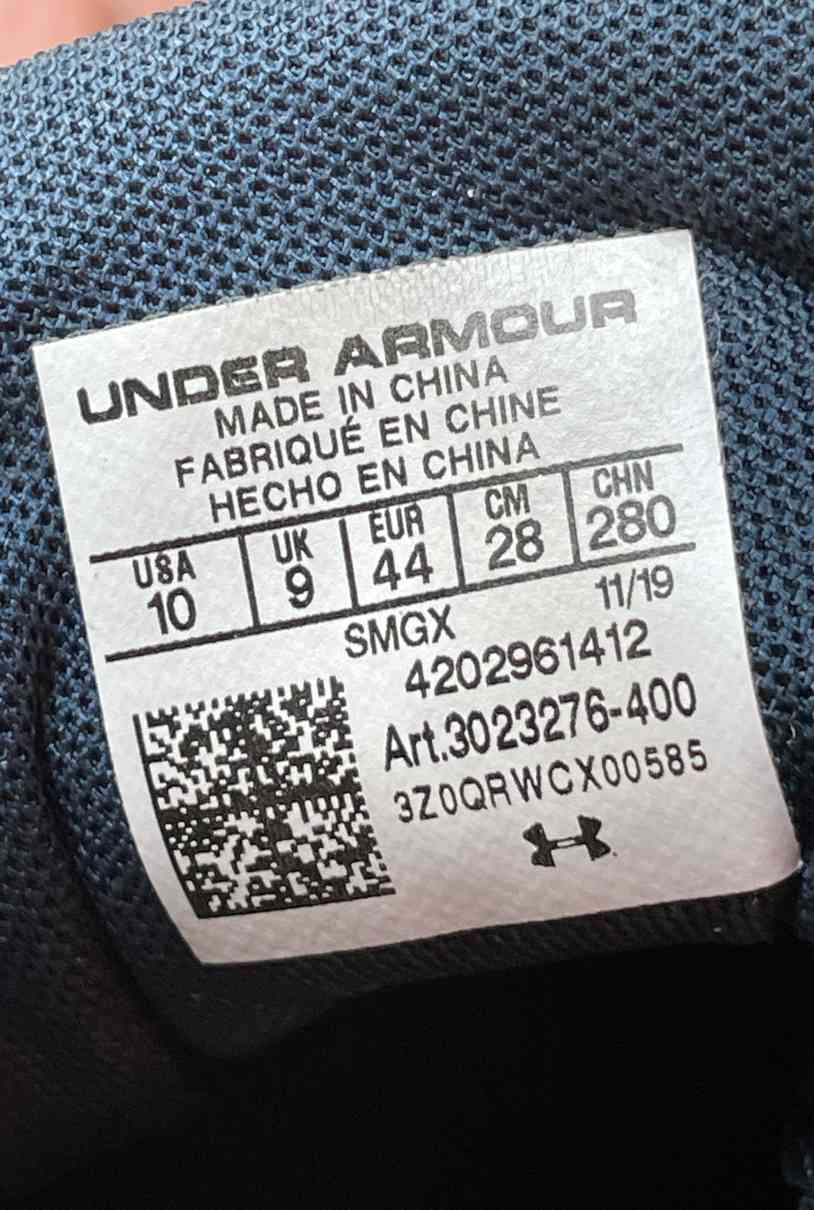 UNDER ARMOUR
MADE IN CHINA
FABRIQUÉ EN CHINE
HECHO EN CHINA
USA UK EUR CM CHN
10 9 44 28 280
SMGX 11/19
4202961412
Art.3023276-400
3Z0QRWCX00585